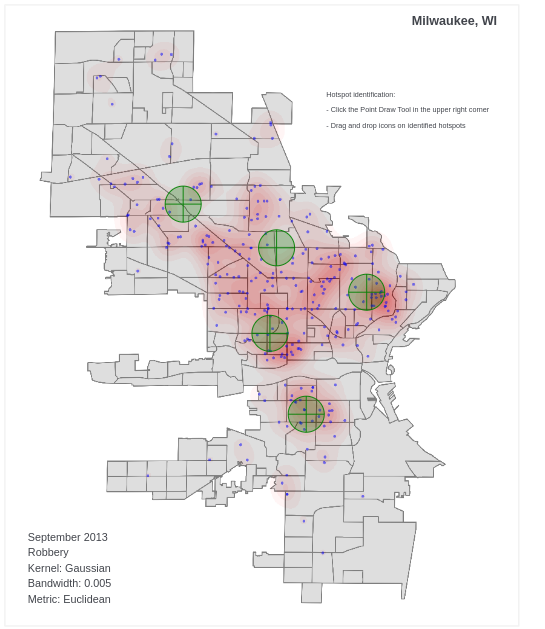 Milwaukee, WI
Hotspot identification:
- Click the Point Draw Tool in the upper right corner
- Drag and drop icons on identified hotspots
September 2013
Robbery
Kernel: Gaussian
Bandwidth: 0.005
Metric: Euclidean